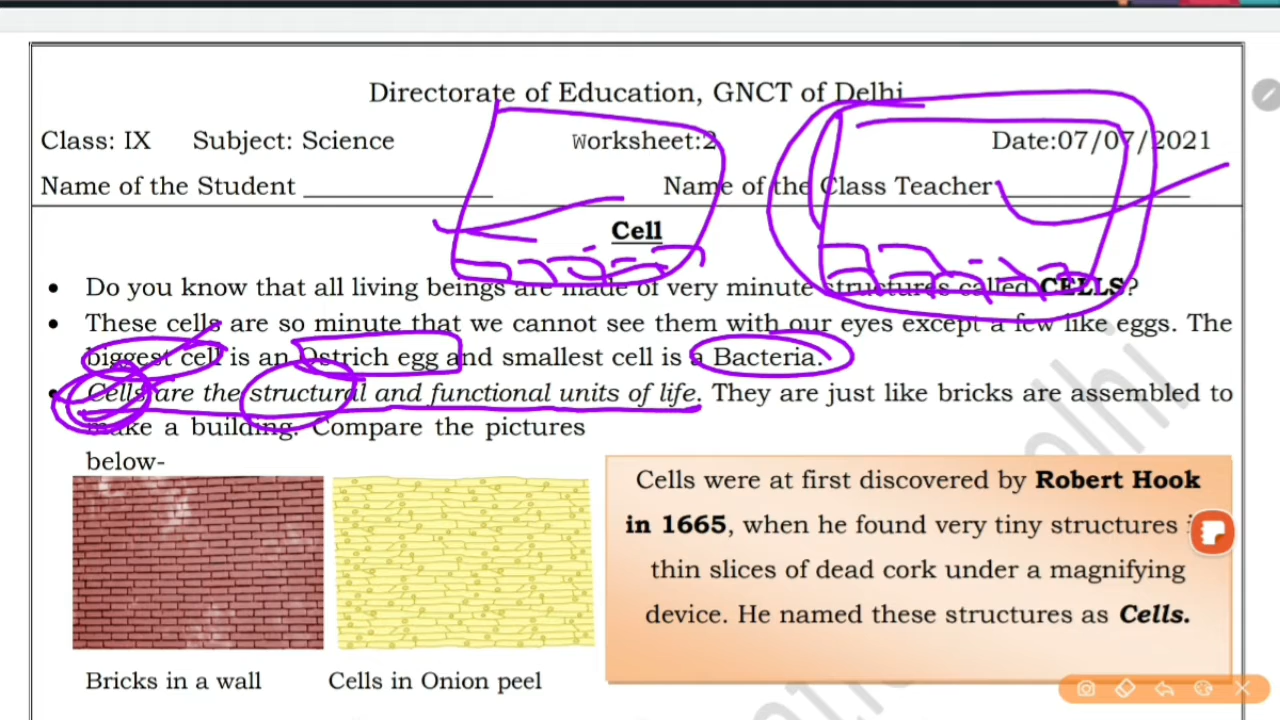 Directorate of Education, GNCT of Delhi
Class: IX Subject: Science Worksheet:2 Date:07/07/2021
Name of the Student ______________ Name of the Class Teacher ______________
Cell
• Do you know that all living beings are made of very minute structures called CELLS?
• These cells are so minute that we cannot see them with our eyes except a few like eggs. The
biggest cell is an Ostrich egg and smallest cell is a Bacteria.
• Cells are the structural and functional units of life. They are just like bricks are assembled to
make a building. Compare the pictures
below-
Cells were at first discovered by Robert Hook
in 1665, when he found very tiny structures
thin slices of dead cork under a magnifying
device. He named these structures as Cells.
Bricks in a wall Cells in Onion peel